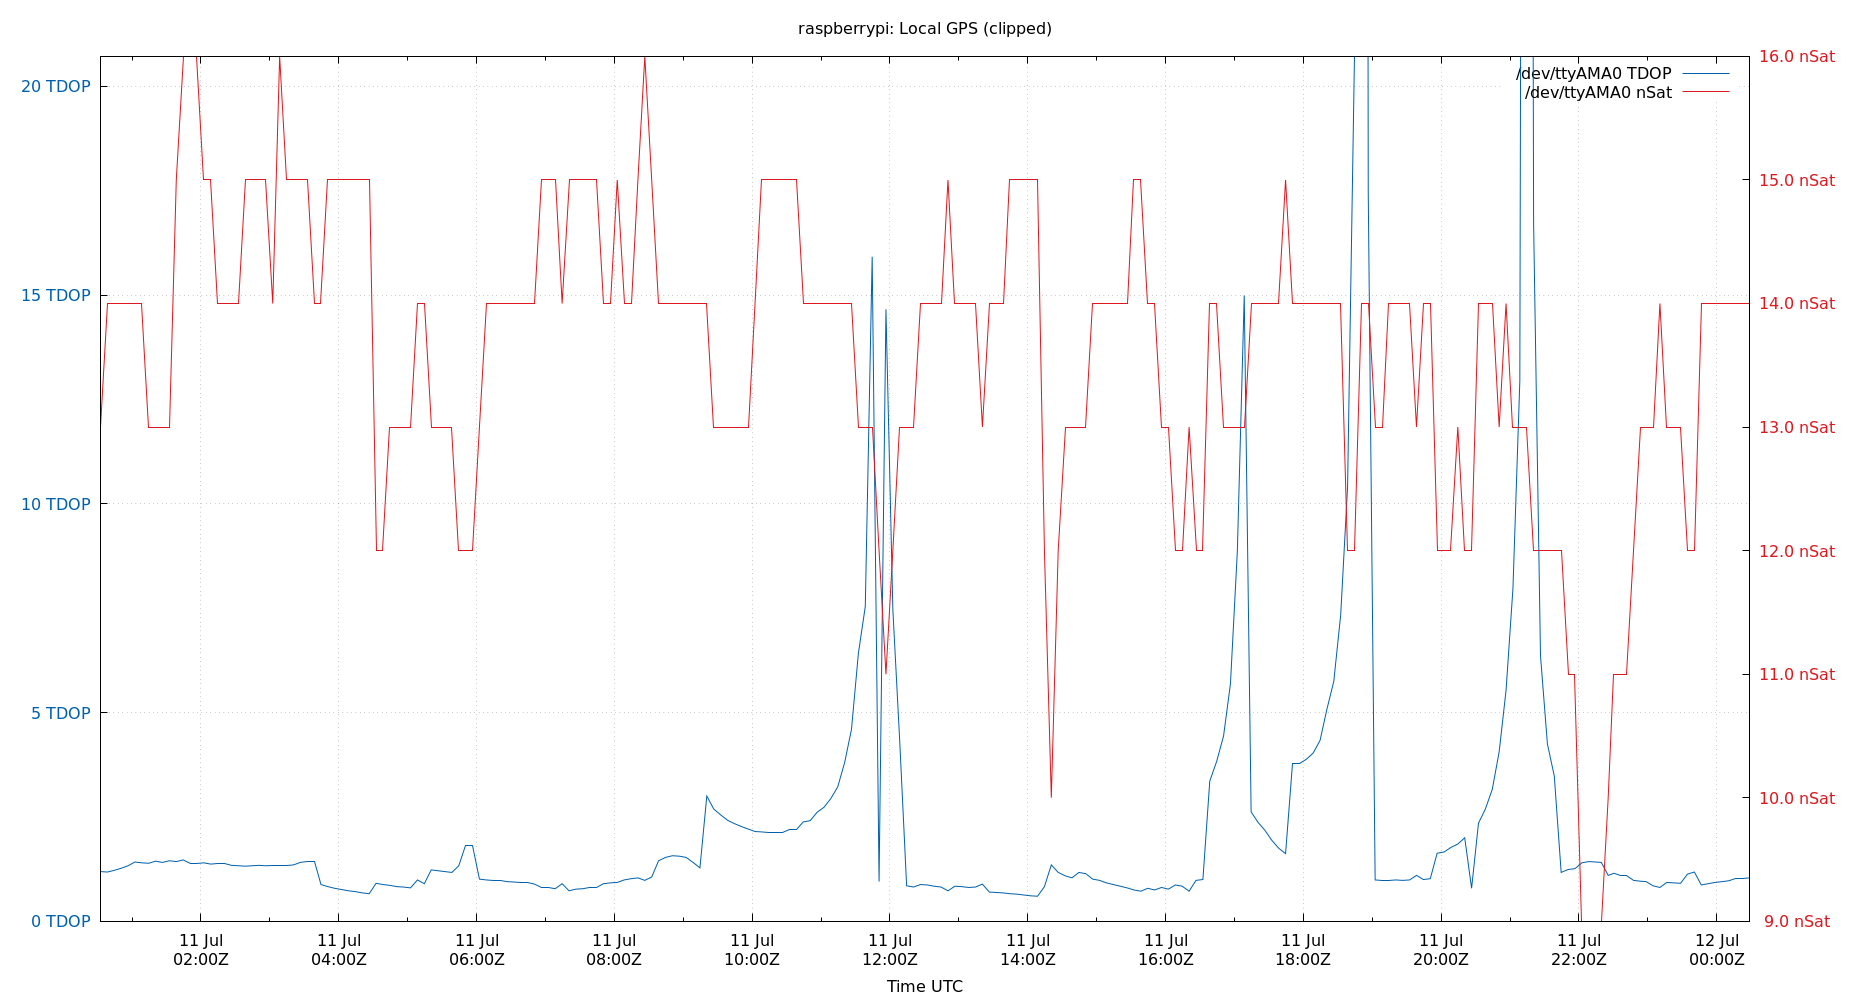 raspberrypi: Local GPS (clipped)
/dev/ttyAMA0 TDOP
/dev/ttyAMA0 nSat
20 TDOP
15 TDOP
10 TDOP
5 TDOP
0 TDOP
16.0 nSat
15.0 nSat
14.0 nSat
13.0 nSat
12.0 nSat
11.0 nSat
10.0 nSat
9.0 nSat
11 Jul 11 Jul 11 Jul 11 Jul 11 Jul 11 Jul 11 Jul 11 Jul 11 Jul 11 Jul 11 Jul 12 Jul
02:00Z 04:00Z 06:00Z 08:00Z 10:00Z 12:00Z 14:00Z 16:00Z 18:00Z 20:00Z 22:00Z 00:00Z
Time UTC